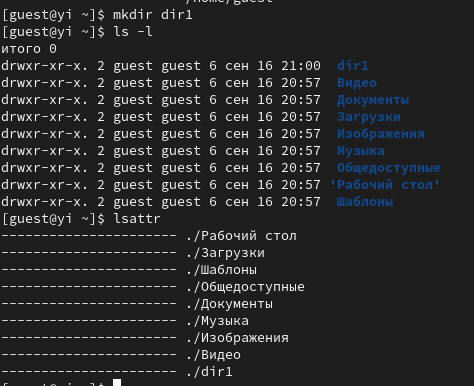 /home/guest
[guest@yi ~]$ mkdir dir1
[guest@yi ~]$ ls -l
итого 0
drwxr-xr-x. 2 guest guest 6 сен 16 21:00  dir1
drwxr-xr-x. 2 guest guest 6 сен 16 20:57  Видео
drwxr-xr-x. 2 guest guest 6 сен 16 20:57  Документы
drwxr-xr-x. 2 guest guest 6 сен 16 20:57  Загрузки
drwxr-xr-x. 2 guest guest 6 сен 16 20:57  Изображения
drwxr-xr-x. 2 guest guest 6 сен 16 20:57  Музыка
drwxr-xr-x. 2 guest guest 6 сен 16 20:57  Общедоступные
drwxr-xr-x. 2 guest guest 6 сен 16 20:57 'Рабочий стол'
drwxr-xr-x. 2 guest guest 6 сен 16 20:57  Шаблоны
[guest@yi ~]$ lsattr
---------------------- ./Рабочий стол
---------------------- ./Загрузки
---------------------- ./Шаблоны
---------------------- ./Общедоступные
---------------------- ./Документы
---------------------- ./Музыка
---------------------- ./Изображения
---------------------- ./Видео
---------------------- ./dir1
[guest@yi ~]$